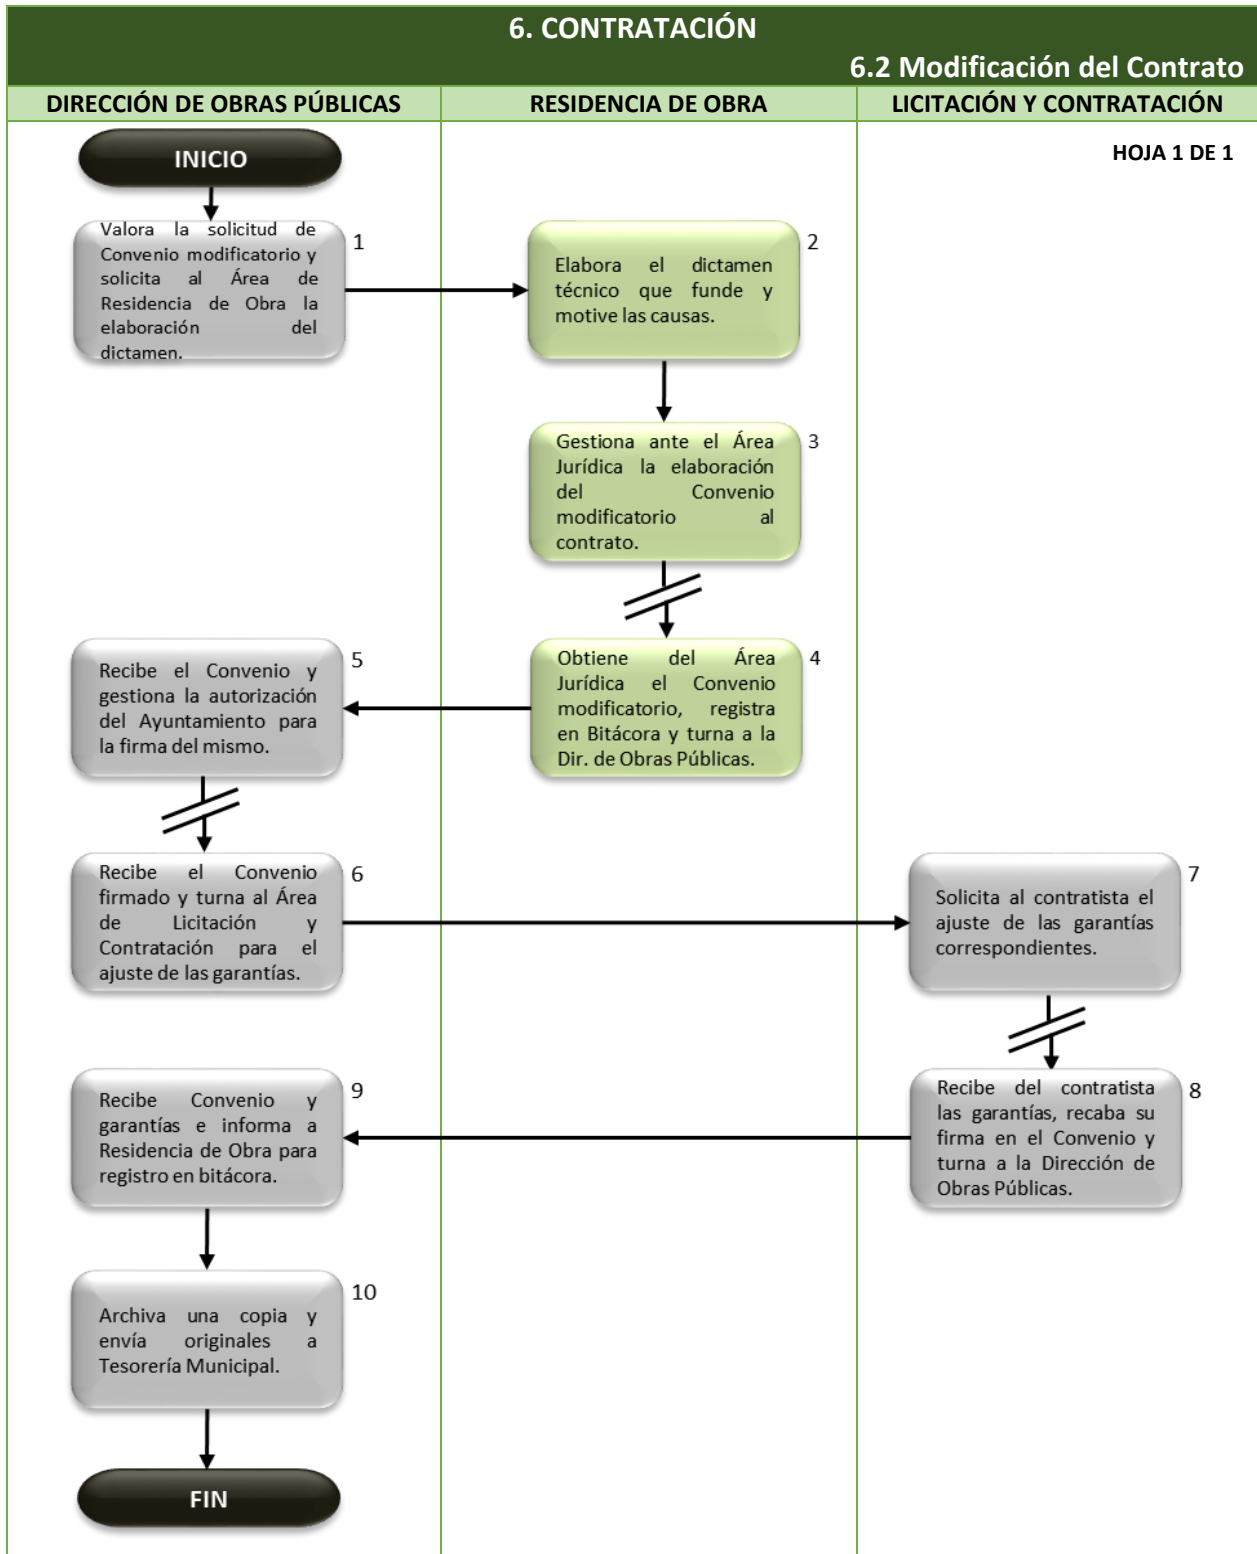 6. CONTRATACIÓN
6.2 Modificación del Contrato
DIRECCIÓN DE OBRAS PÚBLICAS
RESIDENCIA DE OBRA
LICITACIÓN Y CONTRATACIÓN
HOJA 1 DE 1
INICIO
1
Valora la solicitud de
Convenio modificatorio y
solicita al Área de
Residencia de Obra la
elaboración del
dictamen.
2
Elabora el dictamen
técnico que funde y
motive las causas.
3
Gestiona ante el Área
Jurídica la elaboración
del Convenio
modificatorio al
contrato.
4
Obtiene del Área
Jurídica el Convenio
modificatorio, registra
en Bitácora y turna a la
Dir. de Obras Públicas.
5
Recibe el Convenio y
gestiona la autorización
del Ayuntamiento para
la firma del mismo.
6
Recibe el Convenio
firmado y turna al Área
de Licitación y
Contratación para el
ajuste de las garantías.
7
Solicita al contratista el
ajuste de las garantías
correspondientes.
8
Recibe del contratista
las garantías, recaba su
firma en el Convenio y
turna a la Dirección de
Obras Públicas.
9
Recibe Convenio y
garantías e informa a
Residencia de Obra para
registro en bitácora.
10
Archiva una copia y
envía originales a
Tesorería Municipal.
FIN